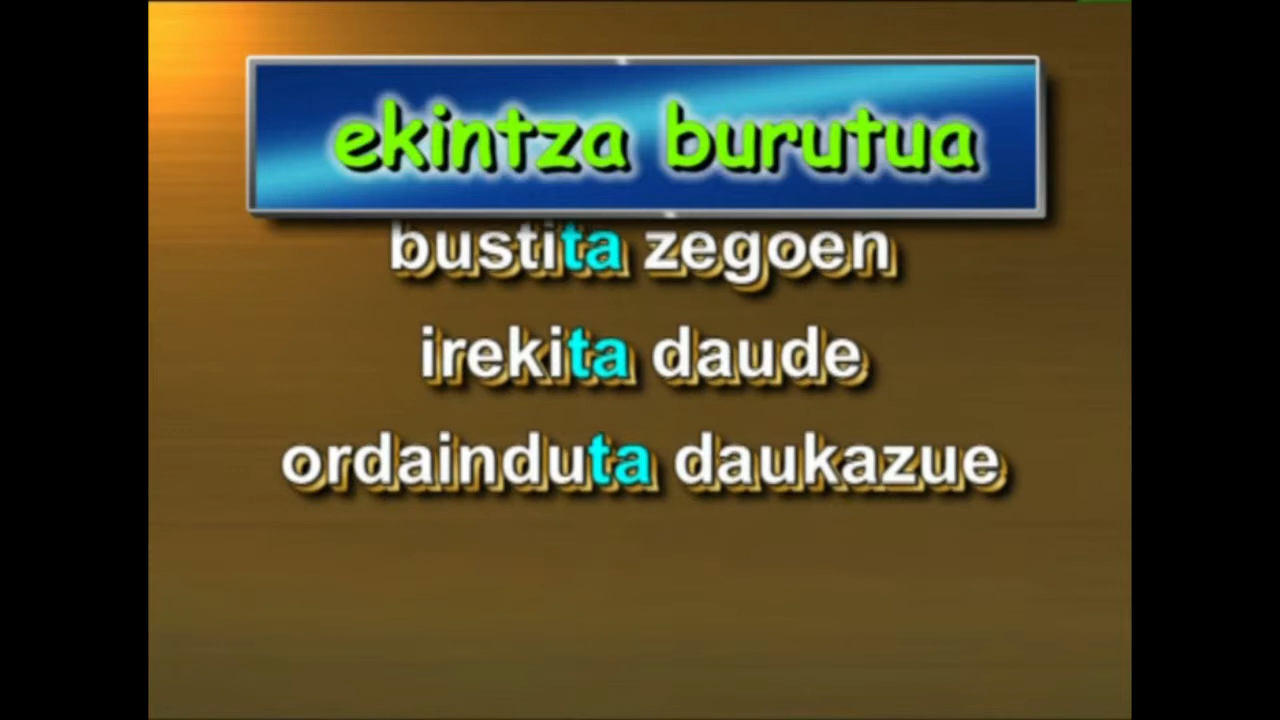 ekintza burutua
bustita zegoen
irekita daude
ordainduta daukazue